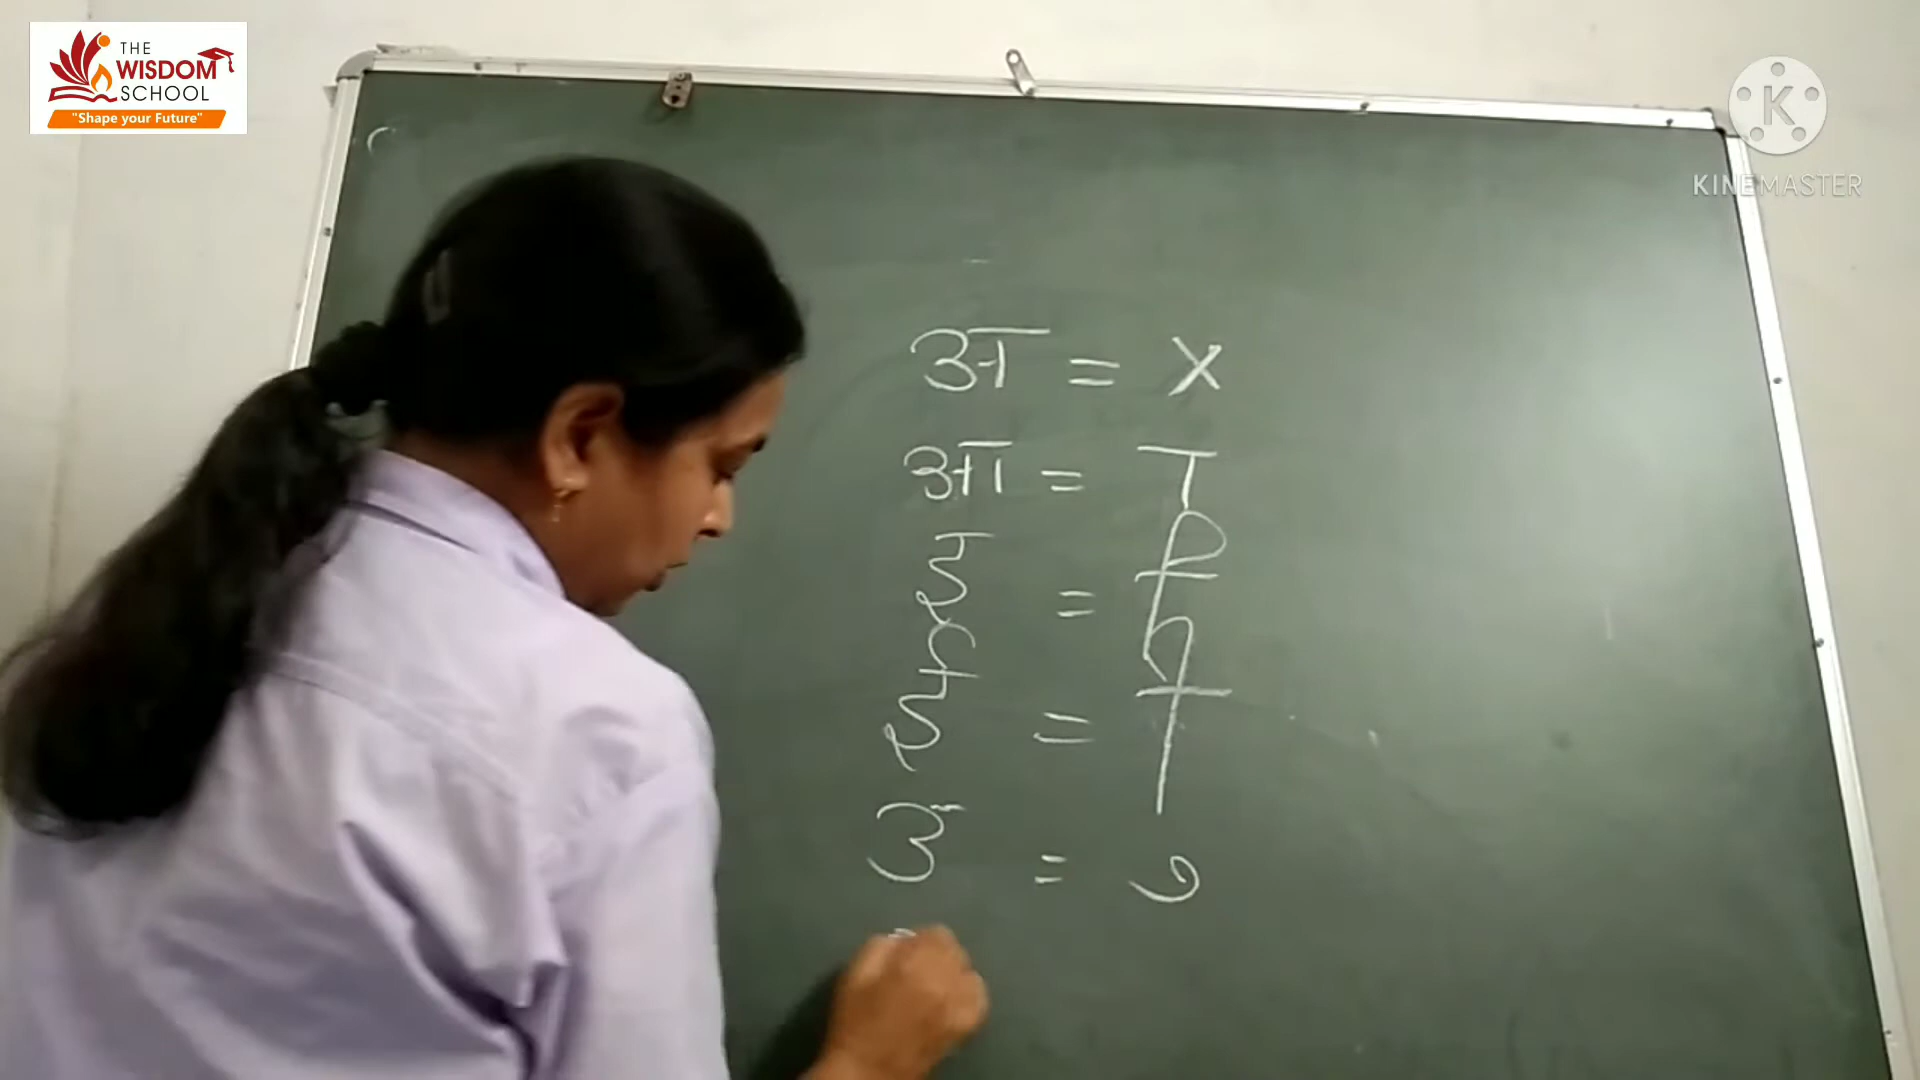 THE
WISDOM
SCHOOL
"Shape your Future"
K
KINEMASTER
अ = x
आ = ा
इ = ि
ई = ी
उ = ु